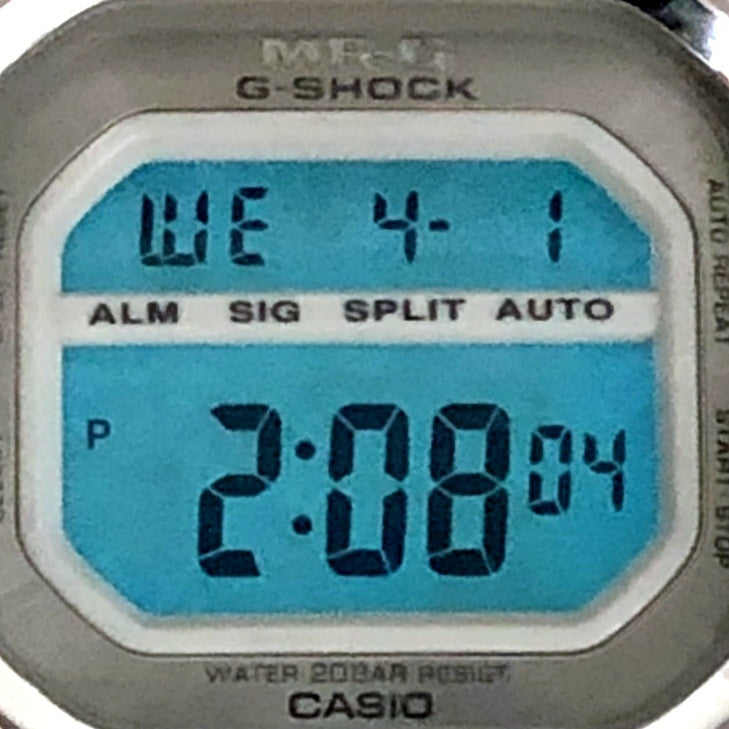 MR-G
G-SHOCK
WE 4- 1
ALM SIG SPLIT AUTO
P 2:08 04
WATER 20BAR RESIST
CASIO
AUTO REPEAT
START·STOP